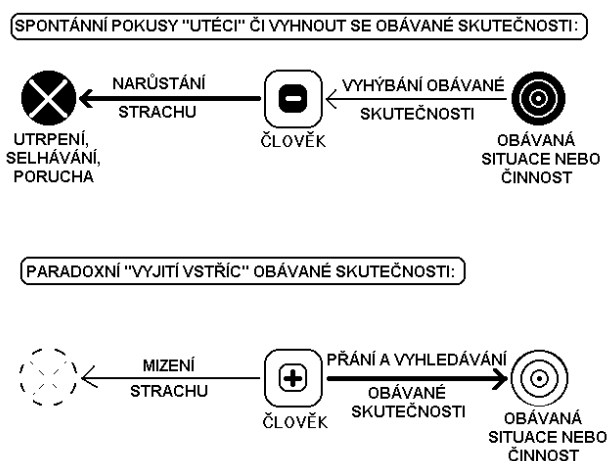 SPONTÁNNÍ POKUSY "UTÉCI" ČI VYHNOUT SE OBÁVANÉ SKUTEČNOSTI:
NARŮSTÁNÍ
STRACHU
VYHÝBÁNÍ OBÁVANÉ
SKUTEČNOSTI
UTRPENÍ,
SELHÁVÁNÍ,
PORUCHA
ČLOVĚK
OBÁVANÁ
SITUACE NEBO
ČINNOST
PARADOXNÍ "VYJITÍ VSTŘÍC" OBÁVANÉ SKUTEČNOSTI:
MIZENÍ
STRACHU
PŘÁNÍ A VYHLEDÁVÁNÍ
OBÁVANÉ
SKUTEČNOSTI
ČLOVĚK
OBÁVANÁ
SITUACE NEBO
ČINNOST